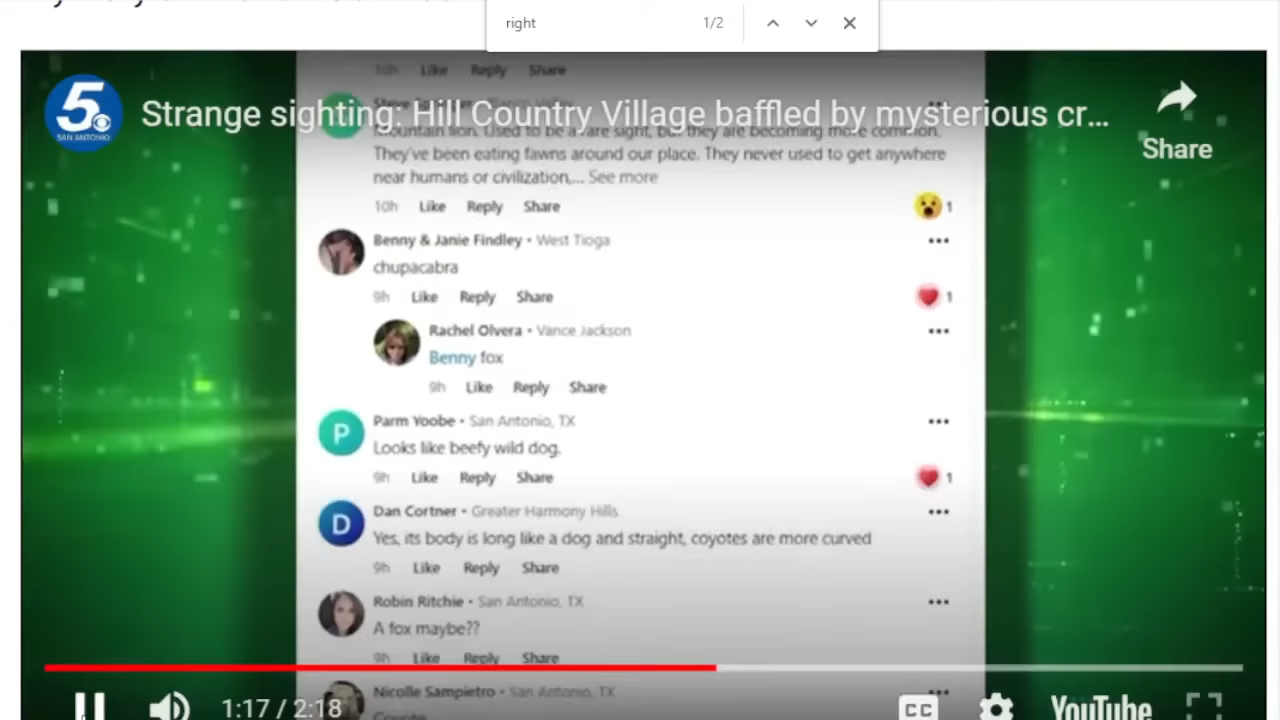 right 1/2
5
SAN ANTONIO
Strange sighting: Hill Country Village baffled by mysterious cr...
Share
10h Like Reply Share
Mountain lion. Used to be a rare sight, but they are becoming more common.
They've been eating fawns around our place. They never used to get anywhere
near humans or civilization,... See more
10h Like Reply Share 1
Benny & Janie Findley • West Tioga
chupacabra
9h Like Reply Share 1
Rachel Olvera • Vance Jackson
Benny fox
9h Like Reply Share
P
Parm Yoobe • San Antonio, TX
Looks like beefy wild dog.
9h Like Reply Share 1
D
Dan Cortner • Greater Harmony Hills
Yes, its body is long like a dog and straight, coyotes are more curved
9h Like Reply Share
Robin Ritchie • San Antonio, TX
A fox maybe??
9h Like Reply Share
Nicolle Sampietro • San Antonio, TX
Coyote
1:17 / 2:18
CC
YouTube